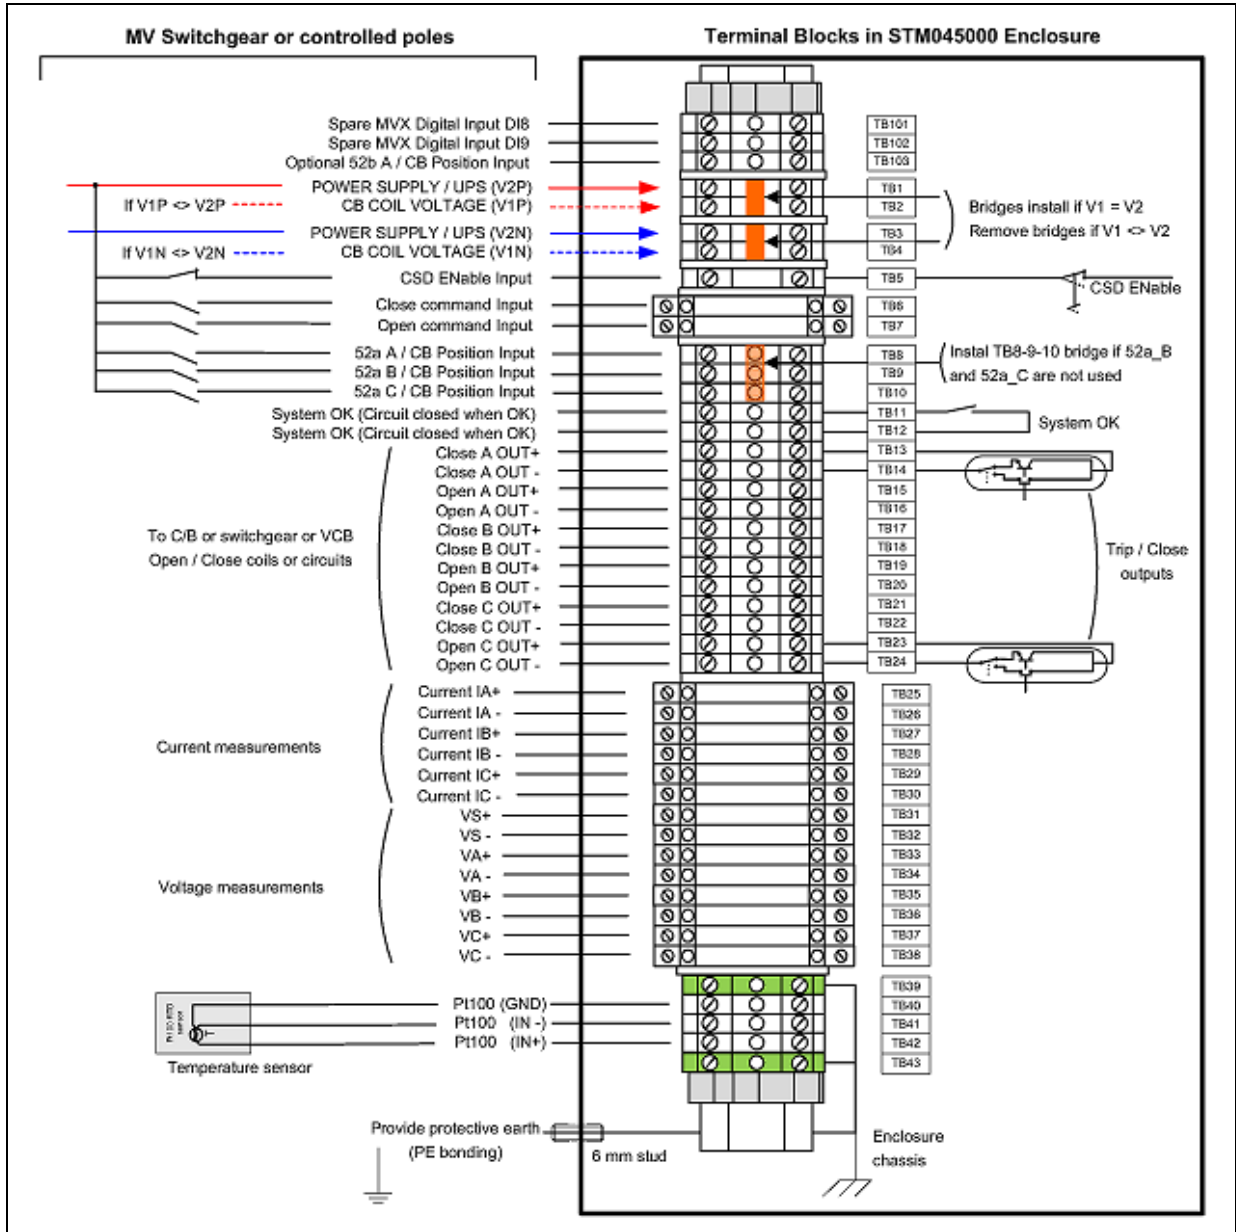 MV Switchgear or controlled poles
Terminal Blocks in STM045000 Enclosure
Spare MVX Digital Input DI8
TB101
Spare MVX Digital Input DI9
TB102
Optional 52b A / CB Position Input
TB103
POWER SUPPLY / UPS (V2P)
TB1
If V1P <> V2P
CB COIL VOLTAGE (V1P)
TB2
Bridges install if V1 = V2
Remove bridges if V1 <> V2
POWER SUPPLY / UPS (V2N)
TB3
If V1N <> V2N
CB COIL VOLTAGE (V1N)
TB4
CSD ENable Input
TB5
CSD ENable
Close command Input
TB6
Open command Input
TB7
52a A / CB Position Input
TB8
Instal TB8-9-10 bridge if 52a_B
and 52a_C are not used
52a B / CB Position Input
TB9
52a C / CB Position Input
TB10
System OK (Circuit closed when OK)
TB11
System OK
System OK (Circuit closed when OK)
TB12
Close A OUT+
TB13
Close A OUT -
TB14
Open A OUT+
TB15
Open A OUT -
TB16
To C/B or switchgear or VCB
Open / Close coils or circuits
Close B OUT+
TB17
Close B OUT -
TB18
Trip / Close
outputs
Open B OUT+
TB19
Open B OUT -
TB20
Close C OUT+
TB21
Close C OUT -
TB22
Open C OUT+
TB23
Open C OUT -
TB24
Current IA+
TB25
Current IA -
TB26
Current IB+
TB27
Current measurements
Current IB -
TB28
Current IC+
TB29
Current IC -
TB30
VS+
TB31
VS -
TB32
VA+
TB33
Voltage measurements
VA -
TB34
VB+
TB35
VB -
TB36
VC+
TB37
VC -
TB38
TB39
Pt100 (GND)
TB40
Pt100 (IN -)
TB41
Pt100 (IN+)
TB42
TB43
Pt100 RTD
sensor
Temperature sensor
Provide protective earth
(PE bonding)
6 mm stud
Enclosure
chassis